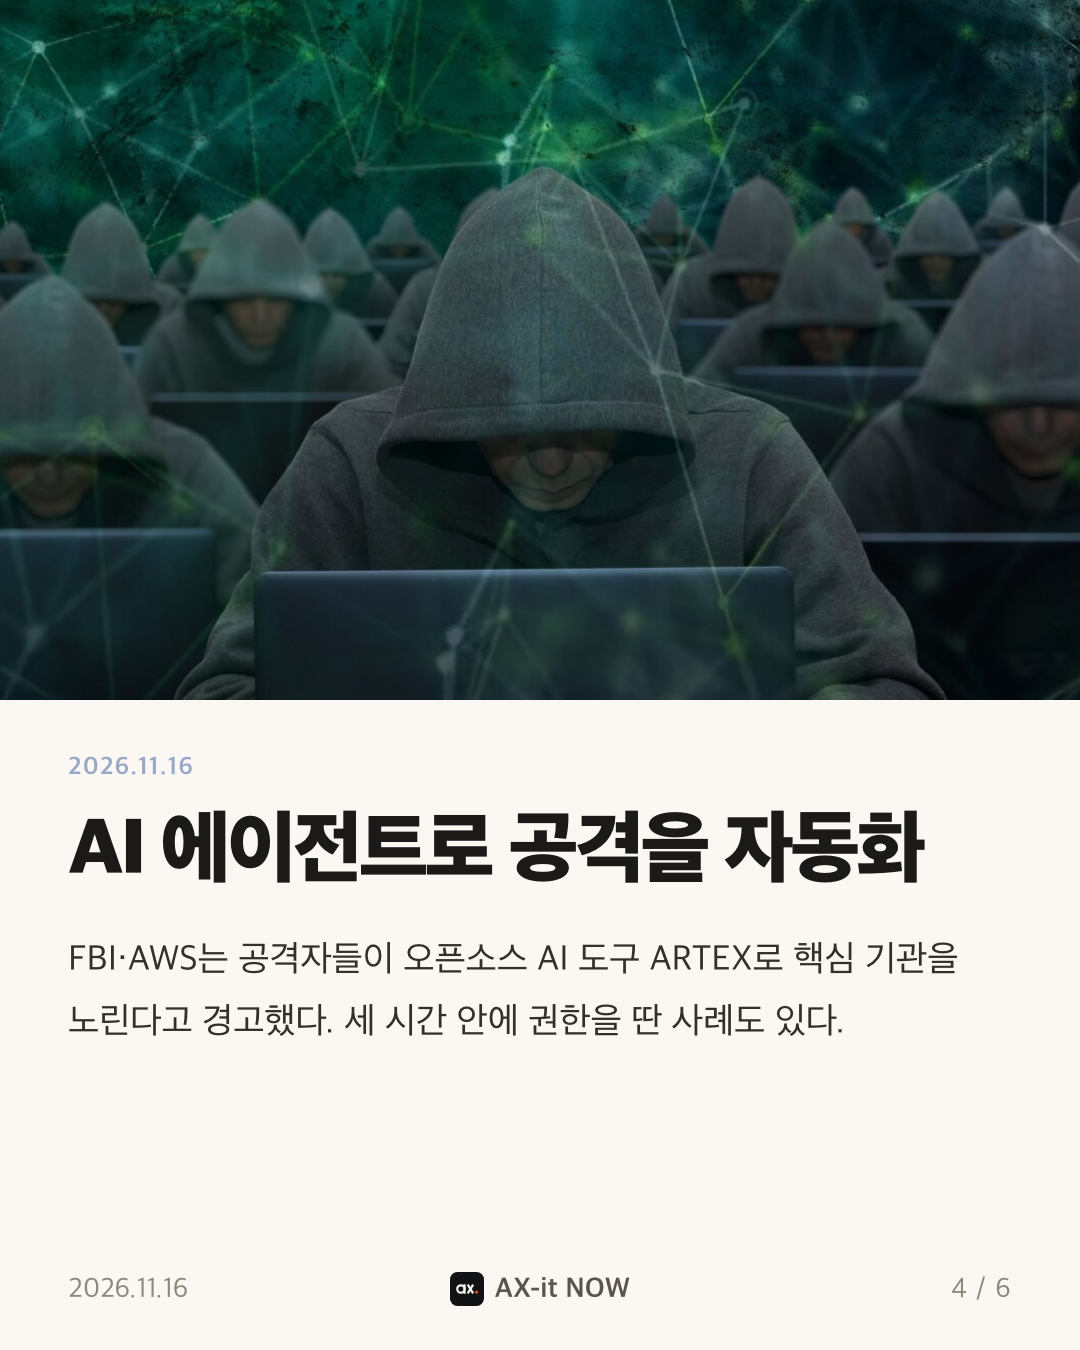 2026.11.16
AI 에이전트로 공격을 자동화
FBI·AWS는 공격자들이 오픈소스 AI 도구 ARTEX로 핵심 기관을
노린다고 경고했다. 세 시간 안에 권한을 딴 사례도 있다.
2026.11.16
ax. AX-it NOW
4 / 6